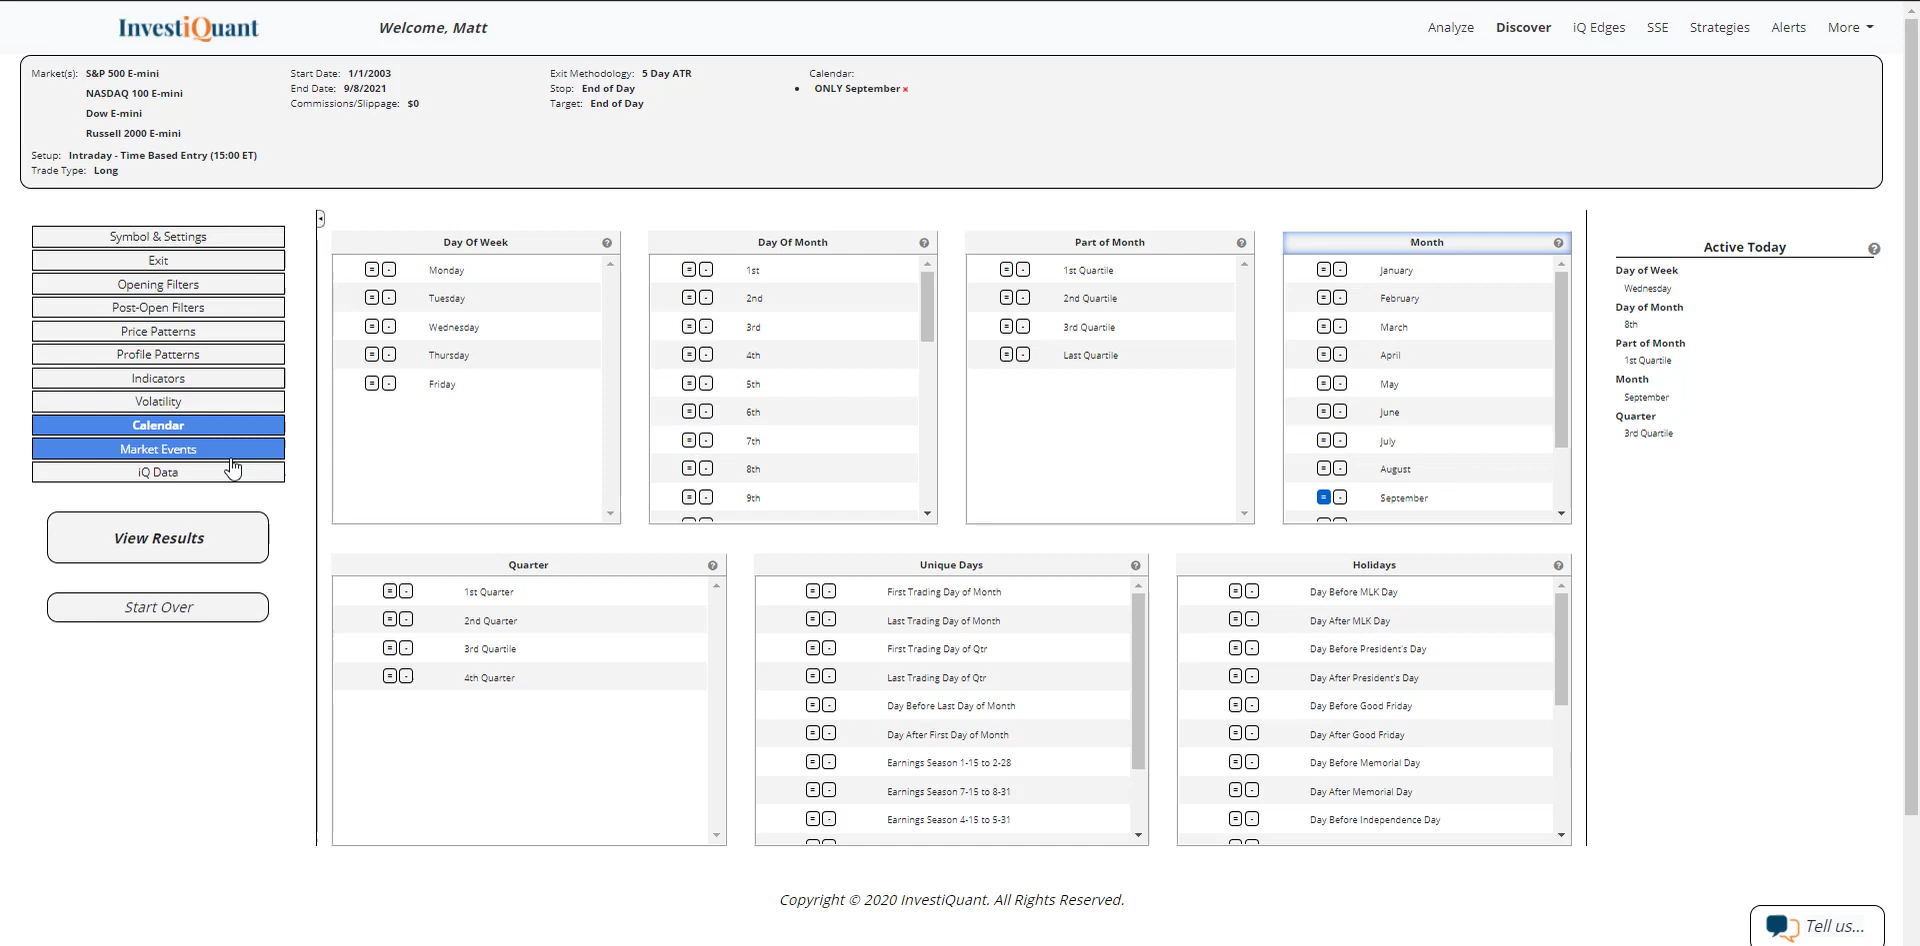 InvestiQuant
Welcome, Matt
Analyze
Discover
iQ Edges
SSE
Strategies
Alerts
More
Market(s): S&P 500 E-mini
NASDAQ 100 E-mini
Dow E-mini
Russell 2000 E-mini
Setup: Intraday - Time Based Entry (15:00 ET)
Trade Type: Long
Start Date: 1/1/2003
End Date: 9/8/2021
Commissions/Slippage: $0
Exit Methodology: 5 Day ATR
Stop: End of Day
Target: End of Day
Calendar:
• ONLY September x
Symbol & Settings
Exit
Opening Filters
Post-Open Filters
Price Patterns
Profile Patterns
Indicators
Volatility
Calendar
Market Events
iQ Data
View Results
Start Over
Day Of Week ?
= - Monday
= - Tuesday
= - Wednesday
= - Thursday
= - Friday
Day Of Month ?
= - 1st
= - 2nd
= - 3rd
= - 4th
= - 5th
= - 6th
= - 7th
= - 8th
= - 9th
Part of Month ?
= - 1st Quartile
= - 2nd Quartile
= - 3rd Quartile
= - Last Quartile
Month ?
= - January
= - February
= - March
= - April
= - May
= - June
= - July
= - August
= - September
Quarter ?
= - 1st Quarter
= - 2nd Quarter
= - 3rd Quartile
= - 4th Quarter
Unique Days ?
= - First Trading Day of Month
= - Last Trading Day of Month
= - First Trading Day of Qtr
= - Last Trading Day of Qtr
= - Day Before Last Day of Month
= - Day After First Day of Month
= - Earnings Season 1-15 to 2-28
= - Earnings Season 7-15 to 8-31
= - Earnings Season 4-15 to 5-31
Holidays ?
= - Day Before MLK Day
= - Day After MLK Day
= - Day Before President's Day
= - Day After President's Day
= - Day Before Good Friday
= - Day After Good Friday
= - Day Before Memorial Day
= - Day After Memorial Day
= - Day Before Independence Day
Active Today ?
Day of Week
Wednesday
Day of Month
8th
Part of Month
1st Quartile
Month
September
Quarter
3rd Quartile
Copyright © 2020 InvestiQuant. All Rights Reserved.
Tell us...